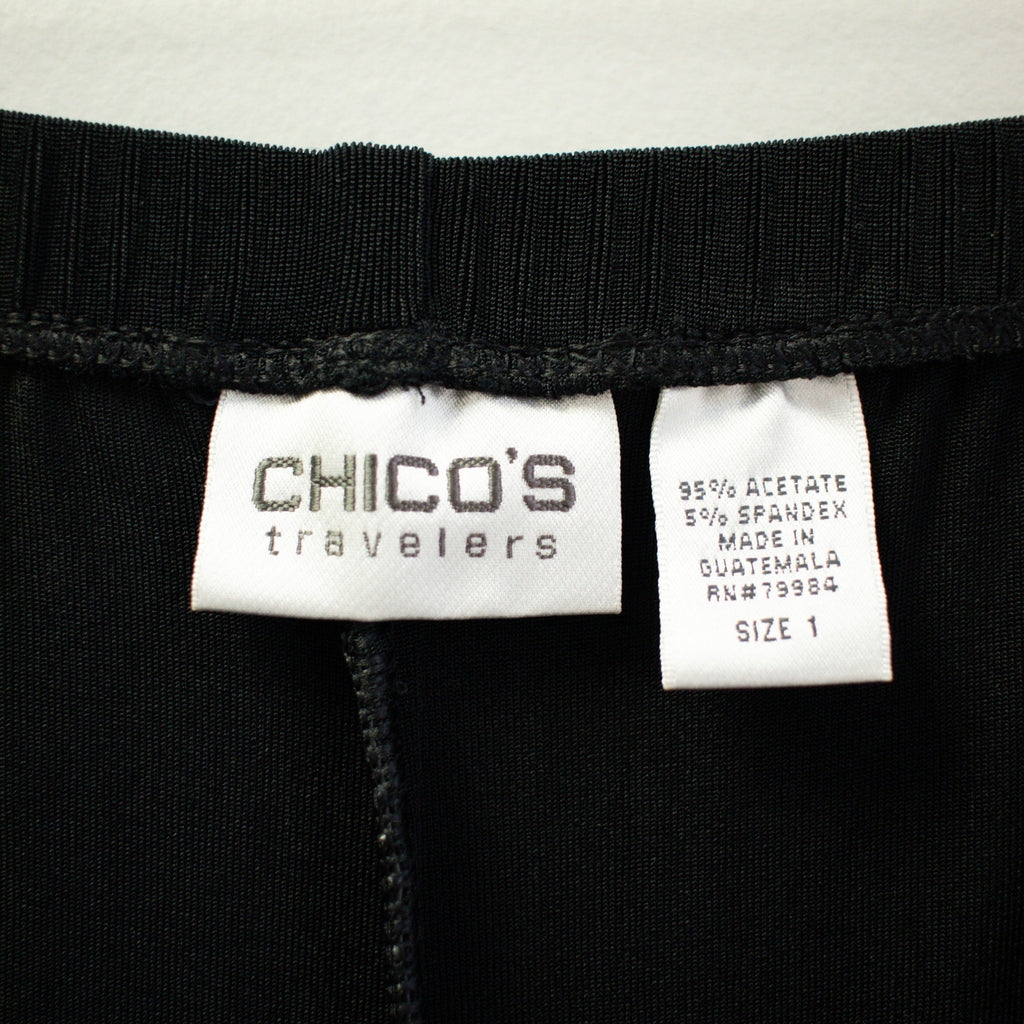 CHICO'S
travelers
95% ACETATE
5% SPANDEX
MADE IN
GUATEMALA
RN#79984
SIZE 1